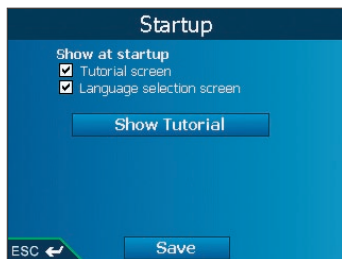 Startup
Show at startup
Tutorial screen
Language selection screen
Show Tutorial
ESC
Save